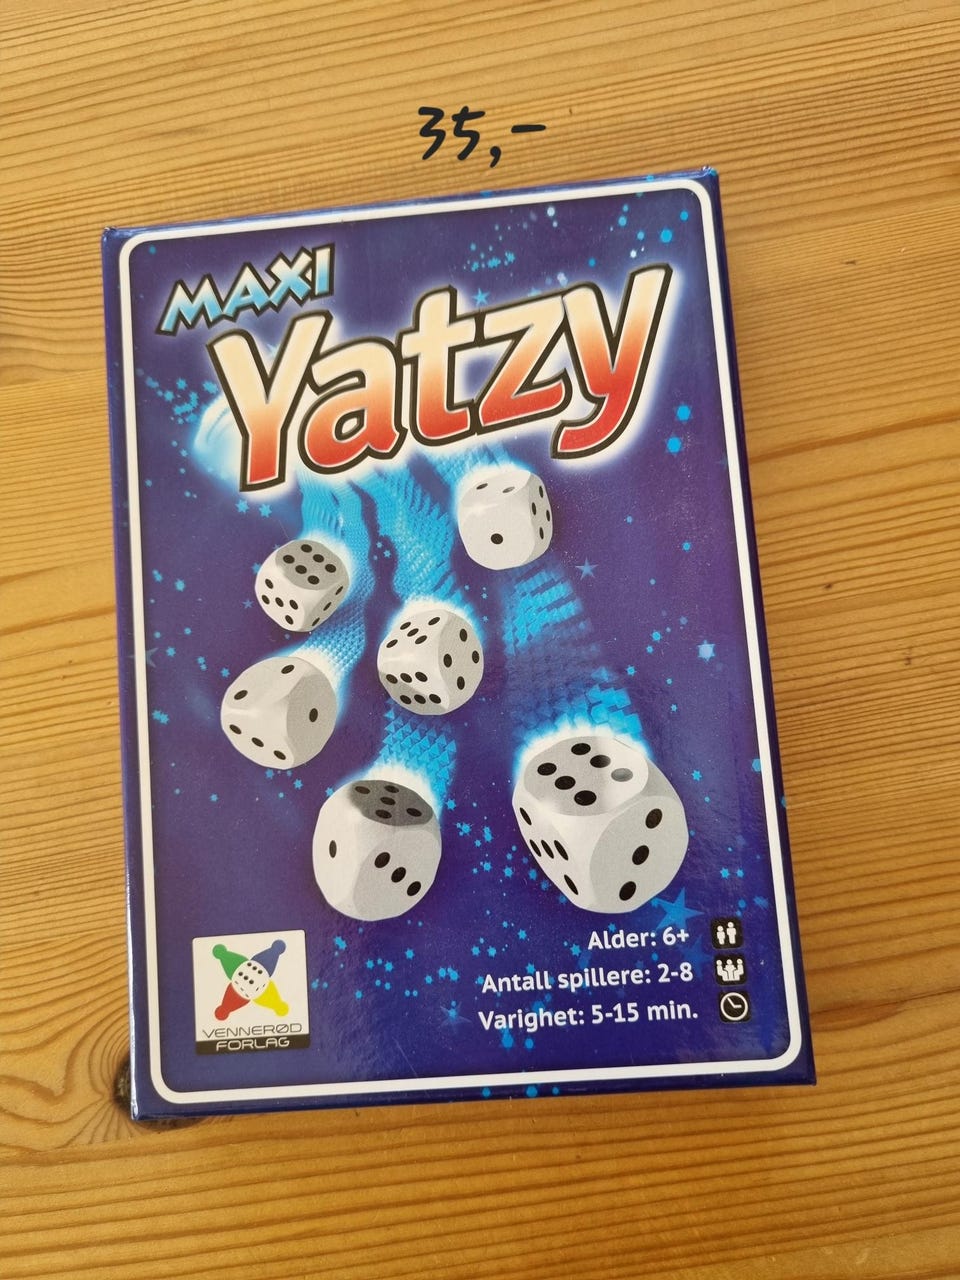 35,-
MAXI
Yatzy
Alder: 6+
Antall spillere: 2-8
Varighet: 5-15 min.
VENNERØD
FORLAG